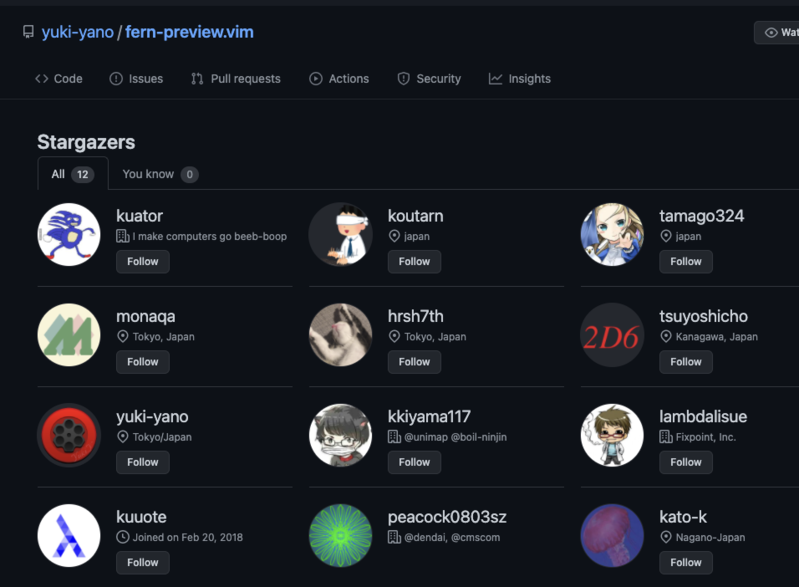 yuki-yano / fern-preview.vim
Wat
Code Issues Pull requests Actions Security Insights
Stargazers
All 12 You know 0
kuator
I make computers go beeb-boop
Follow
koutarn
japan
Follow
tamago324
japan
Follow
monaqa
Tokyo, Japan
Follow
hrsh7th
Tokyo, Japan
Follow
tsuyoshicho
Kanagawa, Japan
Follow
2D6
yuki-yano
Tokyo/Japan
Follow
kkiyama117
@unimap @boil-ninjin
Follow
lambdalisue
Fixpoint, Inc.
Follow
kuuote
Joined on Feb 20, 2018
Follow
peacock0803sz
@dendai, @cmscom
kato-k
Nagano-Japan
Follow